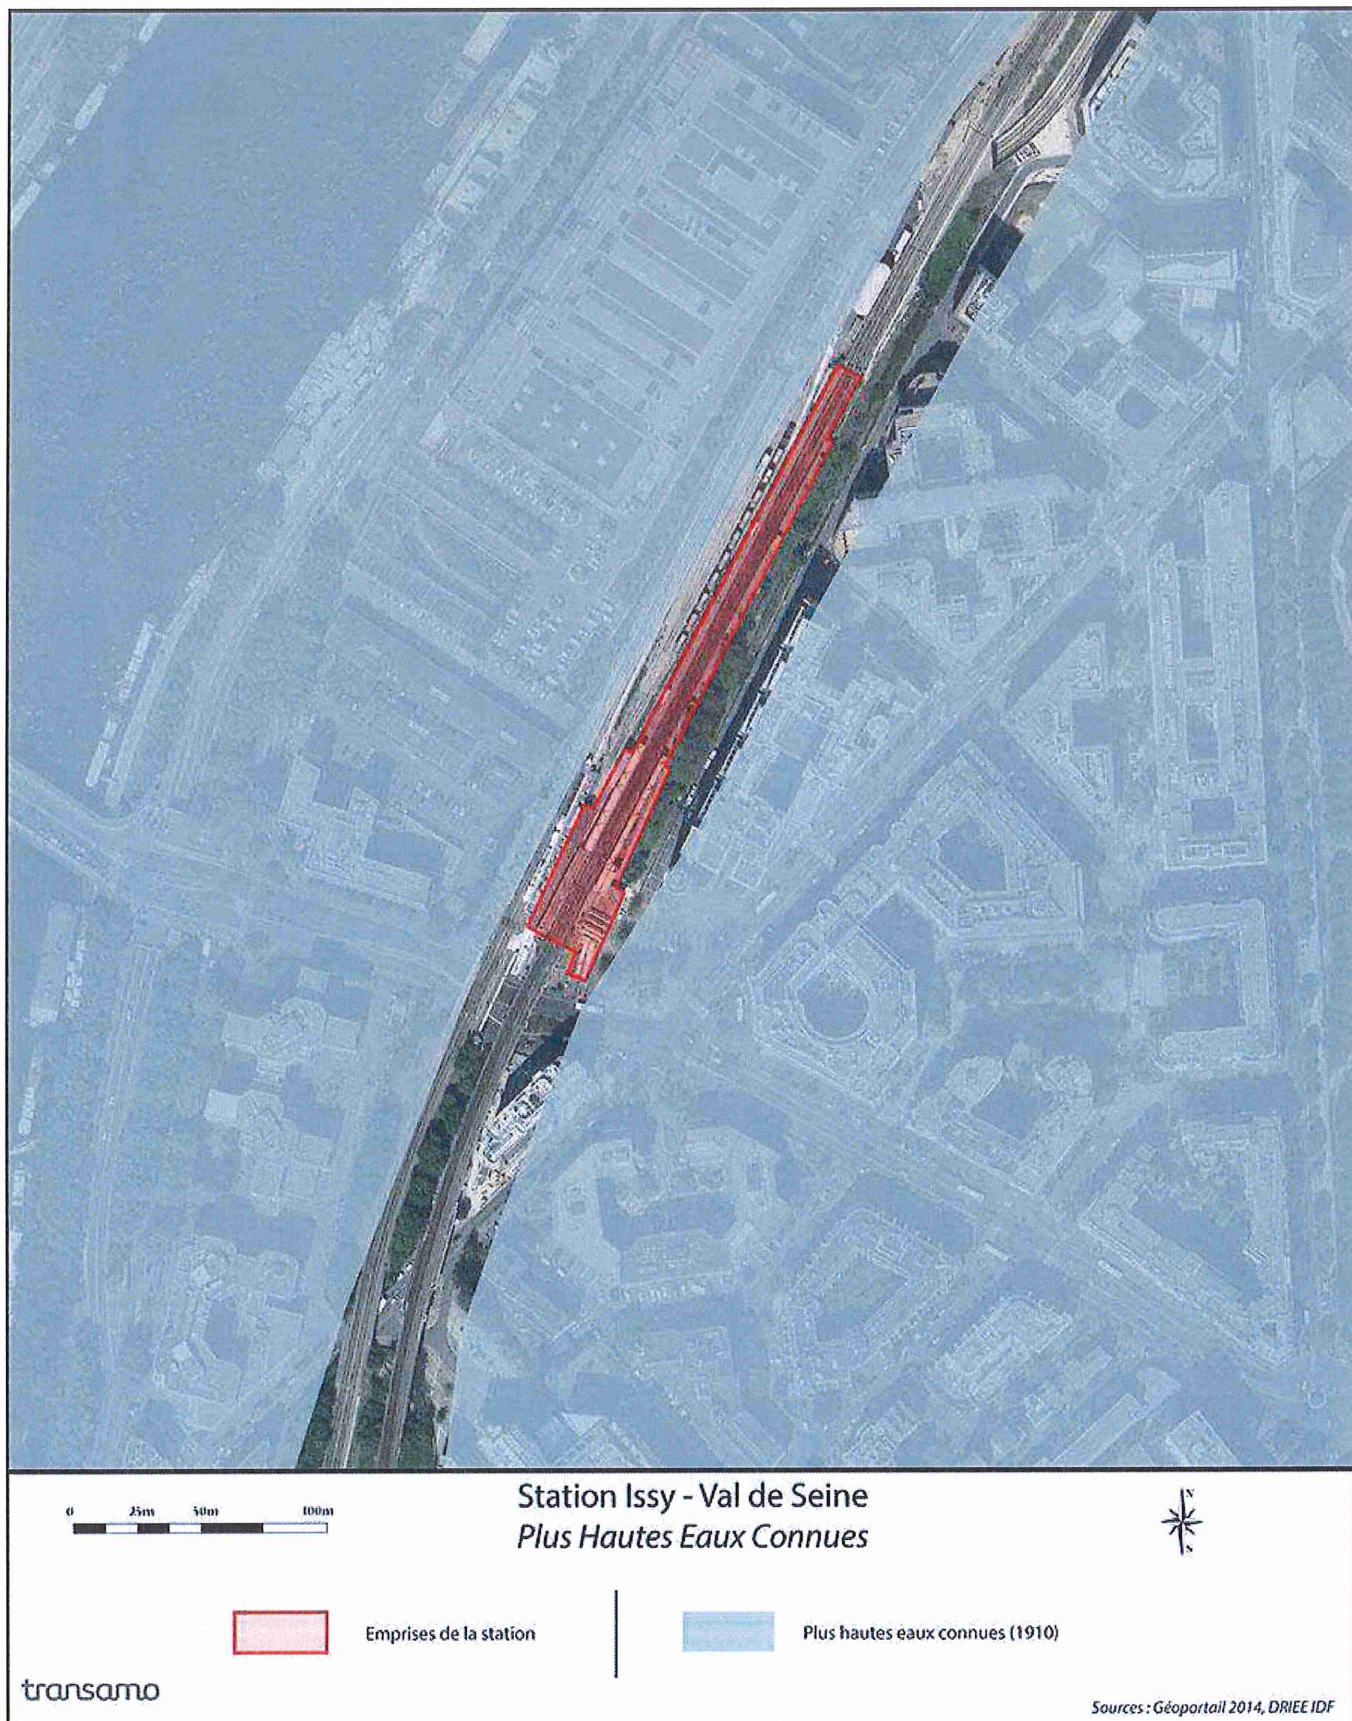 0 25m 50m 100m
Station Issy - Val de Seine
Plus Hautes Eaux Connues
N
S
Emprises de la station
Plus hautes eaux connues (1910)
transamo
Sources : Géoportail 2014, DRIEE IDF